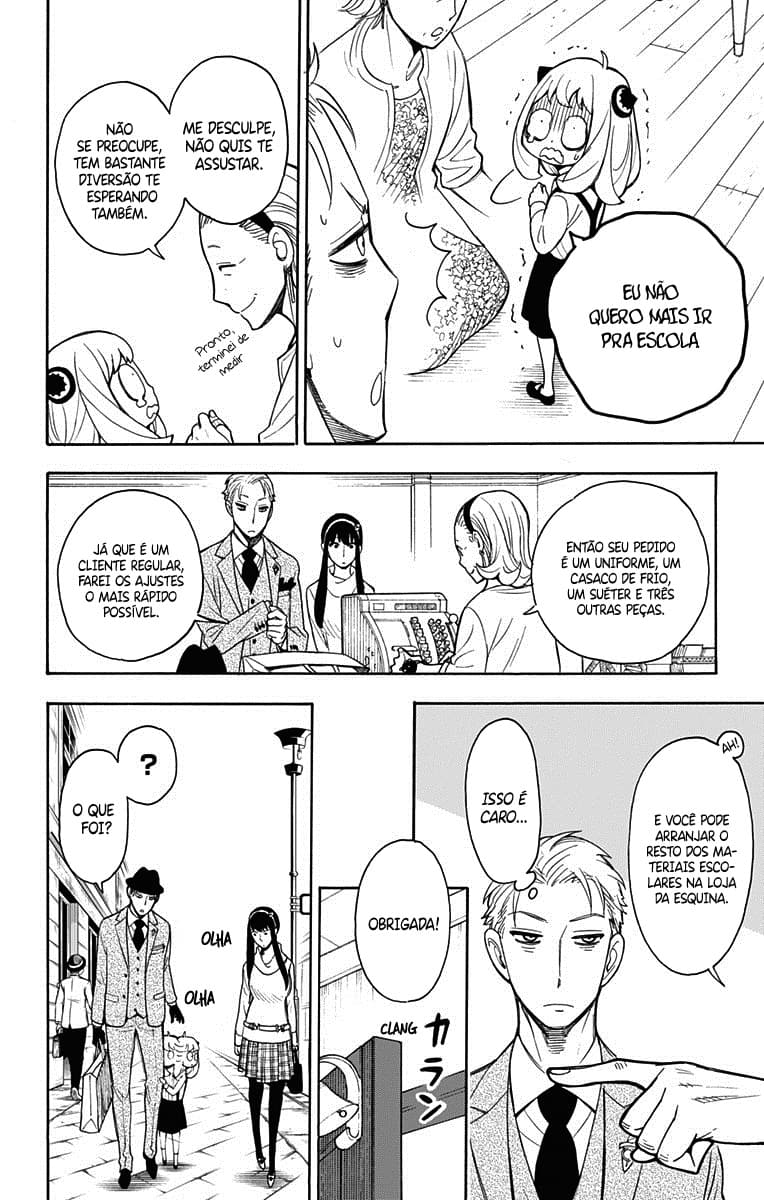 EU NÃO
QUERO MAIS IR
PRA ESCOLA
ME DESCULPE,
NÃO QUIS TE
ASSUSTAR.
NÃO
SE PREOCUPE,
TEM BASTANTE
DIVERSÃO TE
ESPERANDO
TAMBÉM.
Pronto,
terminei de
medir
ENTÃO SEU PEDIDO
É UM UNIFORME, UM
CASACO DE FRIO,
UM SUÉTER E TRÊS
OUTRAS PEÇAS.
JÁ QUE É UM
CLIENTE REGULAR,
FAREI OS AJUSTES
O MAIS RÁPIDO
POSSÍVEL.
AH!
E VOCÊ PODE
ARRANJAR O
RESTO DOS MA-
TERIAIS ESCO-
LARES NA LOJA
DA ESQUINA.
ISSO É
CARO...
OBRIGADA!
CLANG
カラン
?
O QUE
FOI?
OLHA
OLHA